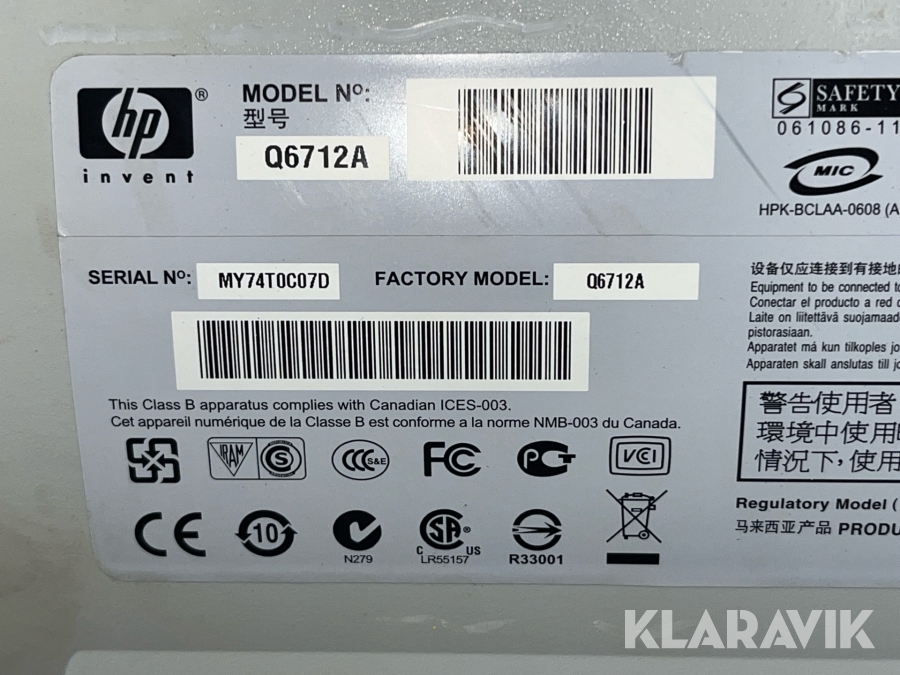 hp ®
invent
MODEL Nº:
型号
Q6712A
SAFETY
MARK
061086-11
MIC
HPK-BCLAA-0608 (A
SERIAL Nº: MY74T0C07D FACTORY MODEL: Q6712A
This Class B apparatus complies with Canadian ICES-003.
Cet appareil numérique de la Classe B est conforme a la norme NMB-003 du Canada.
设备仅应连接到有接地的
Equipment to be connected to
Conectar el producto a red
Laite on liitettävä suojamaado
pistorasiaan.
Apparatet må kun tilkoples jo
Apparaten skall anslutas till jo
警告使用者
環境中使用
情況下,使用
Regulatory Model (
马来西亚产品 PRODU
IRAM S
CCC S&E
FC
PCT
VCI
CE
10
N279
SA
C US
LR55157
R33001
KLARAVIK